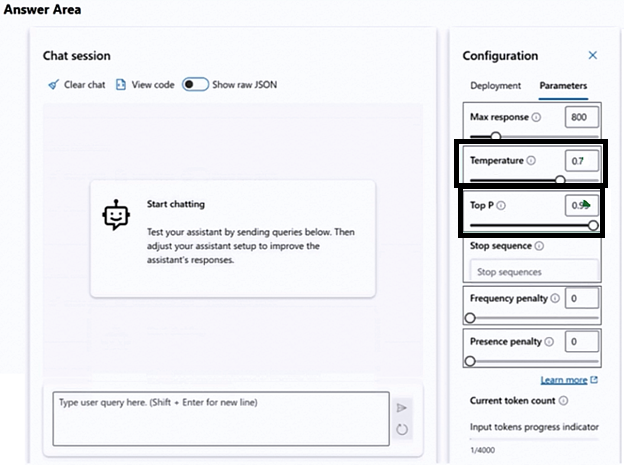 Answer Area
Chat session
Clear chat
View code
Show raw JSON
Start chatting
Test your assistant by sending queries below. Then
adjust your assistant setup to improve the
assistant's responses.
Type user query here. (Shift + Enter for new line)
Configuration
Deployment
Parameters
Max response
800
Temperature
0.7
Top P
Stop sequence
Stop sequences
Frequency penalty
0
Presence penalty
0
Learn more
Current token count
Input tokens progress indicator
1/4000